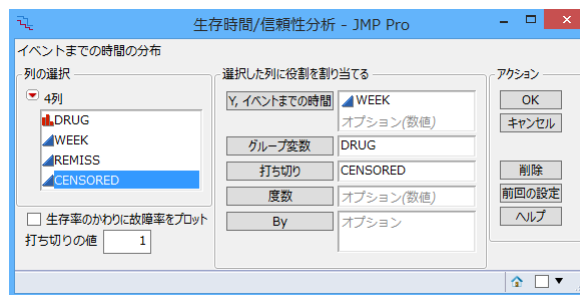 生存時間/信頼性分析 - JMP Pro
イベントまでの時間の分布
列の選択
4列
DRUG
WEEK
REMISS
CENSORED
生存率のかわりに故障率をプロット
打ち切りの値 1
選択した列に役割を割り当てる
Y, イベントまでの時間 WEEK
オプション(数値)
グループ変数 DRUG
打ち切り CENSORED
度数 オプション(数値)
By オプション
アクション
OK
キャンセル
削除
前回の設定
ヘルプ